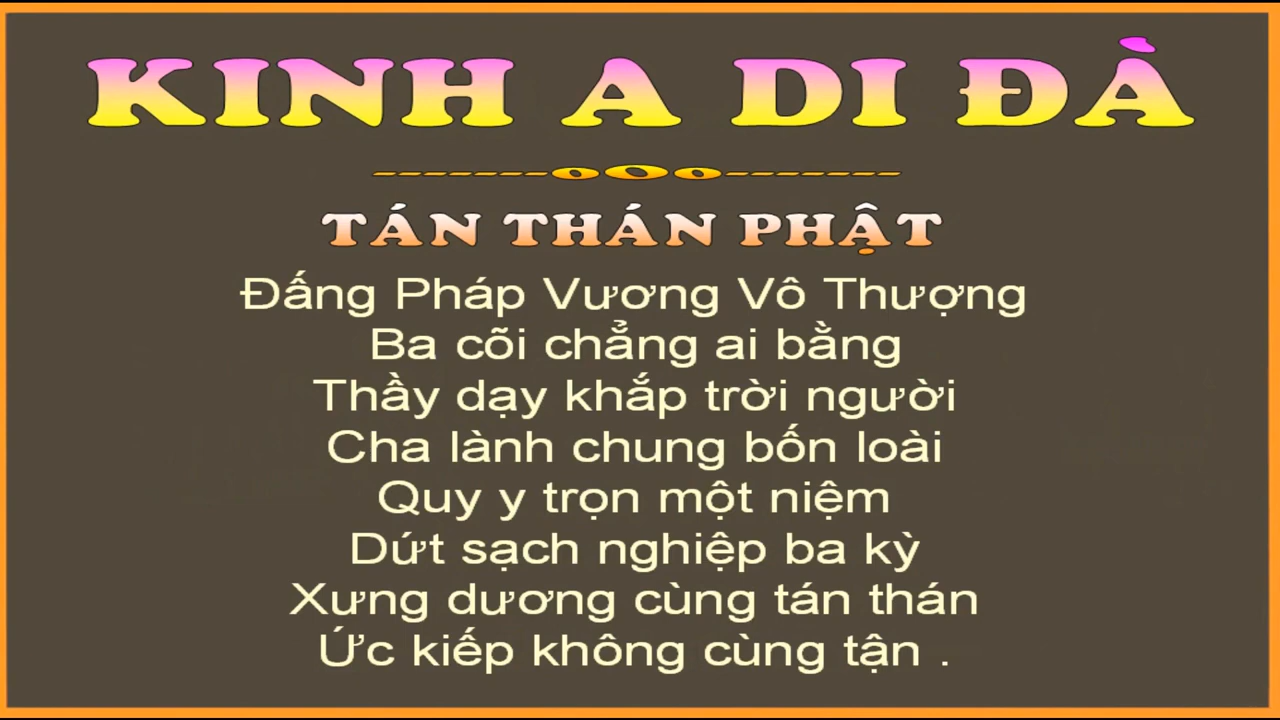 KINH A DI ĐÀ
-------oOo-------
TÁN THÁN PHẬT
Đấng Pháp Vương Vô Thượng
Ba cõi chẳng ai bằng
Thầy dạy khắp trời người
Cha lành chung bốn loài
Quy y trọn một niệm
Dứt sạch nghiệp ba kỳ
Xưng dương cùng tán thán
Ức kiếp không cùng tận .